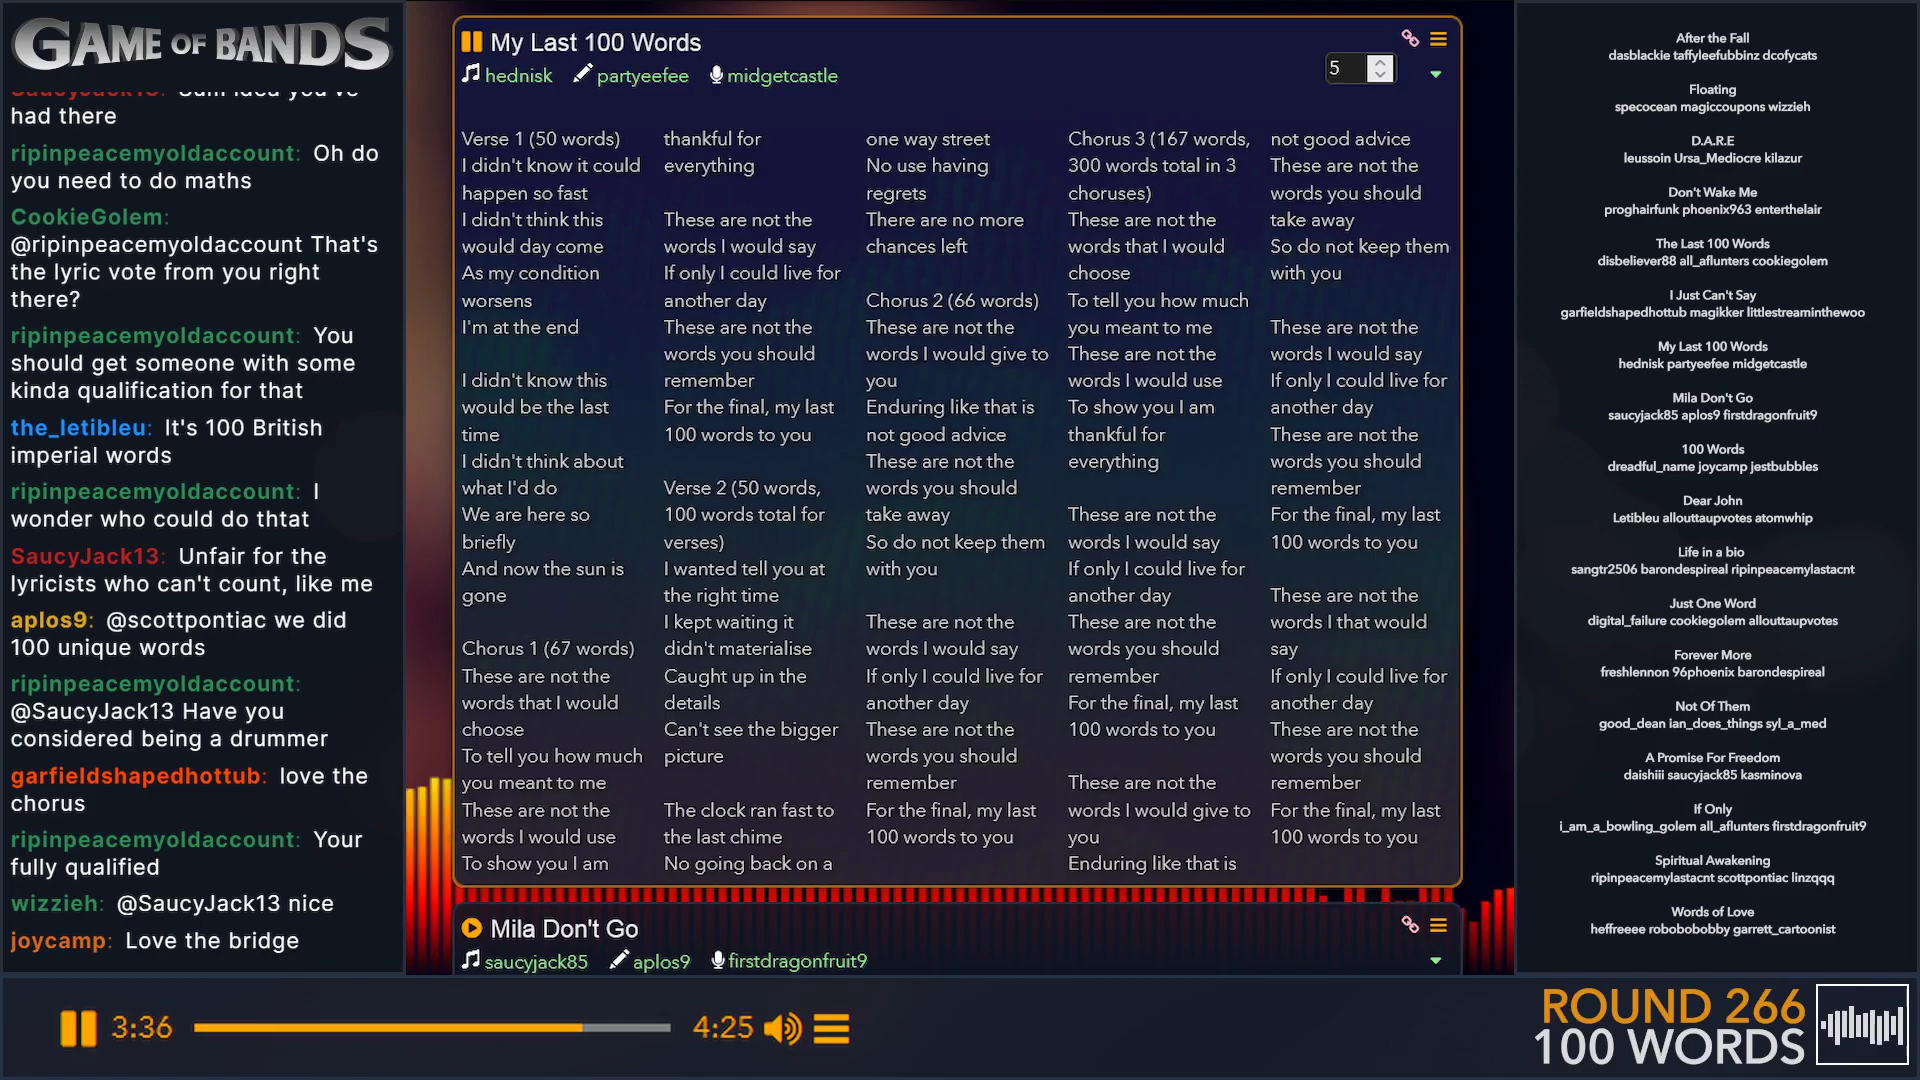 GAME OF BANDS
had there
ripinpeacemyoldaccount: Oh do
you need to do maths
CookieGolem:
@ripinpeacemyoldaccount That's
the lyric vote from you right
there?
ripinpeacemyoldaccount: You
should get someone with some
kinda qualification for that
the_letibleu: It's 100 British
imperial words
ripinpeacemyoldaccount: I
wonder who could do thtat
SaucyJack13: Unfair for the
lyricists who can't count, like me
aplos9: @scottpontiac we did
100 unique words
ripinpeacemyoldaccount:
@SaucyJack13 Have you
considered being a drummer
garfieldshapedhottub: love the
chorus
ripinpeacemyoldaccount: Your
fully qualified
wizzieh: @SaucyJack13 nice
joycamp: Love the bridge
My Last 100 Words
hednisk partyeefee midgetcastle
5
Verse 1 (50 words)
I didn't know it could
happen so fast
I didn't think this
would day come
As my condition
worsens
I'm at the end
I didn't know this
would be the last
time
I didn't think about
what I'd do
We are here so
briefly
And now the sun is
gone
Chorus 1 (67 words)
These are not the
words that I would
choose
To tell you how much
you meant to me
These are not the
words I would use
To show you I am
thankful for
everything
These are not the
words I would say
If only I could live for
another day
These are not the
words you should
remember
For the final, my last
100 words to you
Verse 2 (50 words,
100 words total for
verses)
I wanted tell you at
the right time
I kept waiting it
didn't materialise
Caught up in the
details
Can't see the bigger
picture
The clock ran fast to
the last chime
No going back on a
one way street
No use having
regrets
There are no more
chances left
Chorus 2 (66 words)
These are not the
words I would give to
you
Enduring like that is
not good advice
These are not the
words you should
take away
So do not keep them
with you
These are not the
words I would say
If only I could live for
another day
These are not the
words you should
remember
For the final, my last
100 words to you
Chorus 3 (167 words,
300 words total in 3
choruses)
These are not the
words that I would
choose
To tell you how much
you meant to me
These are not the
words I would use
To show you I am
thankful for
everything
These are not the
words I would say
If only I could live for
another day
These are not the
words you should
remember
For the final, my last
100 words to you
These are not the
words I would give to
you
Enduring like that is
not good advice
These are not the
words you should
take away
So do not keep them
with you
These are not the
words I would say
If only I could live for
another day
These are not the
words you should
remember
For the final, my last
100 words to you
These are not the
words I that would
say
If only I could live for
another day
These are not the
words you should
remember
For the final, my last
100 words to you
Mila Don't Go
saucyjack85 aplos9 firstdragonfruit9
After the Fall
dasblackie taffyleefubbinz dcofycats
Floating
specocean magiccoupons wizzieh
D.A.R.E
leussoin Ursa_Mediocre kilazur
Don't Wake Me
proghairfunk phoenix963 enterthelair
The Last 100 Words
disbeliever88 all_aflunters cookiegolem
I Just Can't Say
garfieldshapedhottub magikker littlestreaminthewoo
My Last 100 Words
hednisk partyeefee midgetcastle
Mila Don't Go
saucyjack85 aplos9 firstdragonfruit9
100 Words
dreadful_name joycamp jestbubbles
Dear John
Letibleu allouttaupvotes atomwhip
Life in a bio
sangtr2506 barondespireal ripinpeacemylastacnt
Just One Word
digital_failure cookiegolem allouttaupvotes
Forever More
freshlennon 96phoenix barondespireal
Not Of Them
good_dean ian_does_things syl_a_med
A Promise For Freedom
daishiii saucyjack85 kasminova
If Only
i_am_a_bowling_golem all_aflunters firstdragonfruit9
Spiritual Awakening
ripinpeacemylastacnt scottpontiac linzqqq
Words of Love
heffreeee robobobobby garrett_cartoonist
3:36
4:25
ROUND 266
100 WORDS